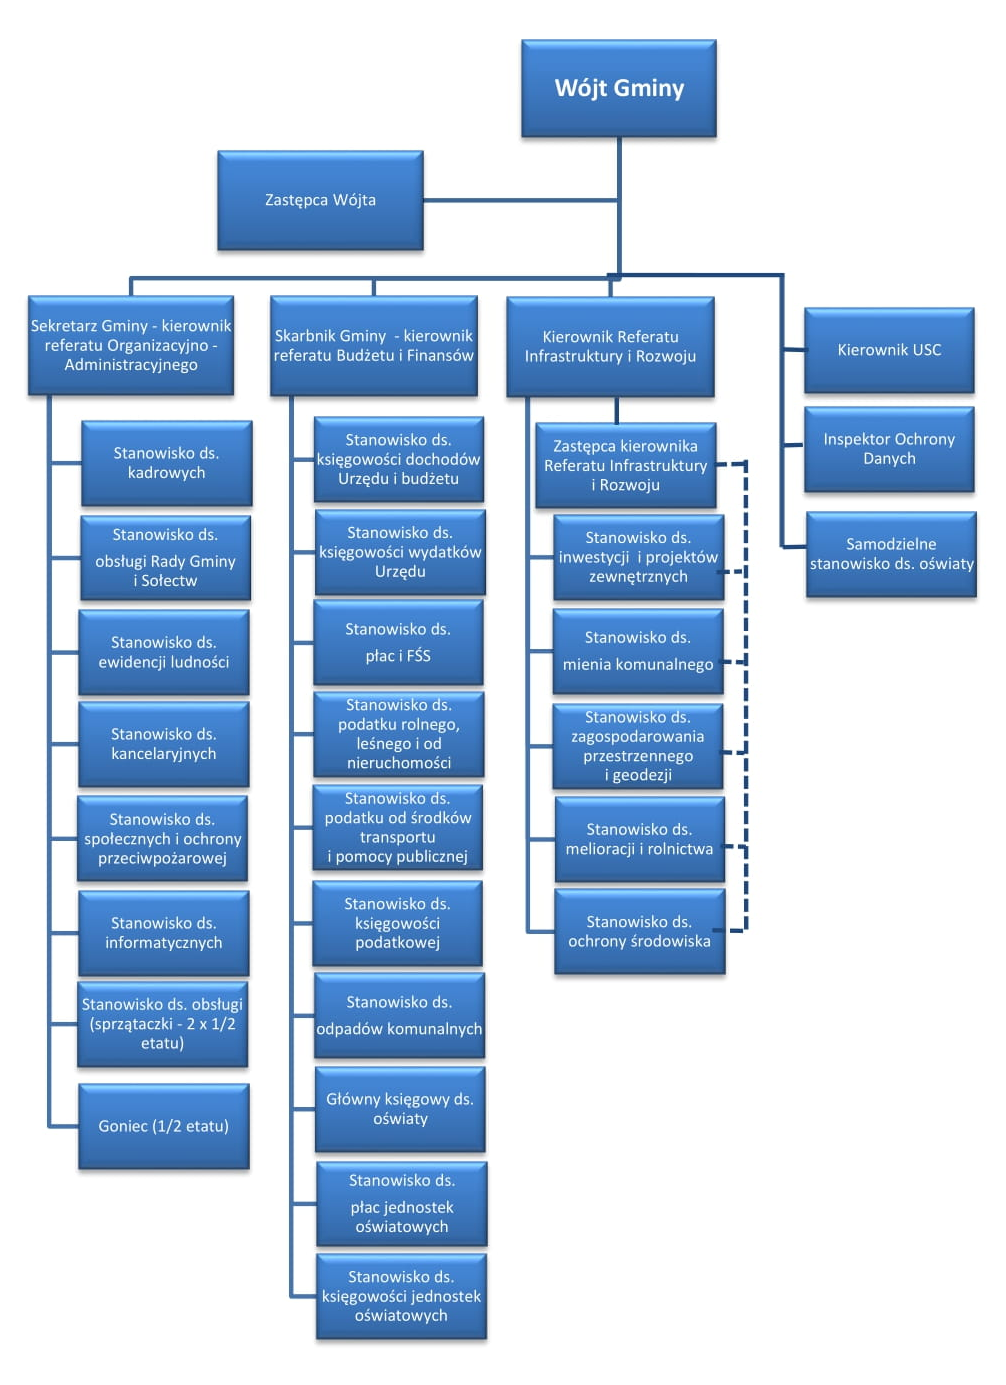 Wójt Gminy
Zastępca Wójta
Sekretarz Gminy - kierownik
referatu Organizacyjno -
Administracyjnego
Skarbnik Gminy - kierownik
referatu Budżetu i Finansów
Kierownik Referatu
Infrastruktury i Rozwoju
Kierownik USC
Inspektor Ochrony
Danych
Samodzielne
stanowisko ds. oświaty
Stanowisko ds.
kadrowych
Stanowisko ds.
obsługi Rady Gminy
i Sołectw
Stanowisko ds.
ewidencji ludności
Stanowisko ds.
kancelaryjnych
Stanowisko ds.
społecznych i ochrony
przeciwpożarowej
Stanowisko ds.
informatycznych
Stanowisko ds. obsługi
(sprzątaczki - 2 x 1/2
etatu)
Goniec (1/2 etatu)
Stanowisko ds.
księgowości dochodów
Urzędu i budżetu
Stanowisko ds.
księgowości wydatków
Urzędu
Stanowisko ds.
płac i FŚS
Stanowisko ds.
podatku rolnego,
leśnego i od
nieruchomości
Stanowisko ds.
podatku od środków
transportu
i pomocy publicznej
Stanowisko ds.
księgowości
podatkowej
Stanowisko ds.
odpadów komunalnych
Główny księgowy ds.
oświaty
Stanowisko ds.
płac jednostek
oświatowych
Stanowisko ds.
księgowości jednostek
oświatowych
Zastępca kierownika
Referatu Infrastruktury
i Rozwoju
Stanowisko ds.
inwestycji i projektów
zewnętrznych
Stanowisko ds.
mienia komunalnego
Stanowisko ds.
zagospodarowania
przestrzennego
i geodezji
Stanowisko ds.
melioracji i rolnictwa
Stanowisko ds.
ochrony środowiska